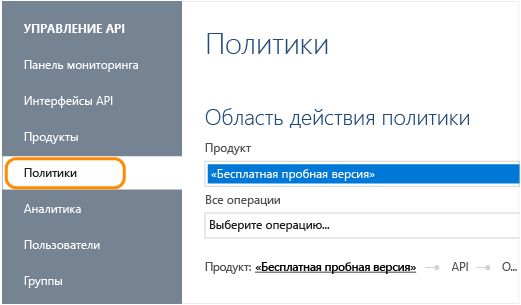 УПРАВЛЕНИЕ API
Панель мониторинга
Интерфейсы API
Продукты
Политики
Аналитика
Пользователи
Группы
Политики
Область действия политики
Продукт
«Бесплатная пробная версия»
Все операции
Выберите операцию...
Продукт: «Бесплатная пробная версия» API О...